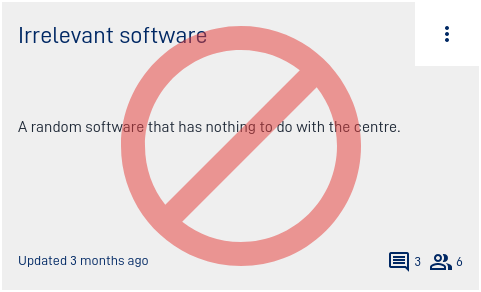 Irrelevant software
A random software that has nothing to do with the centre.
Updated 3 months ago
3
6